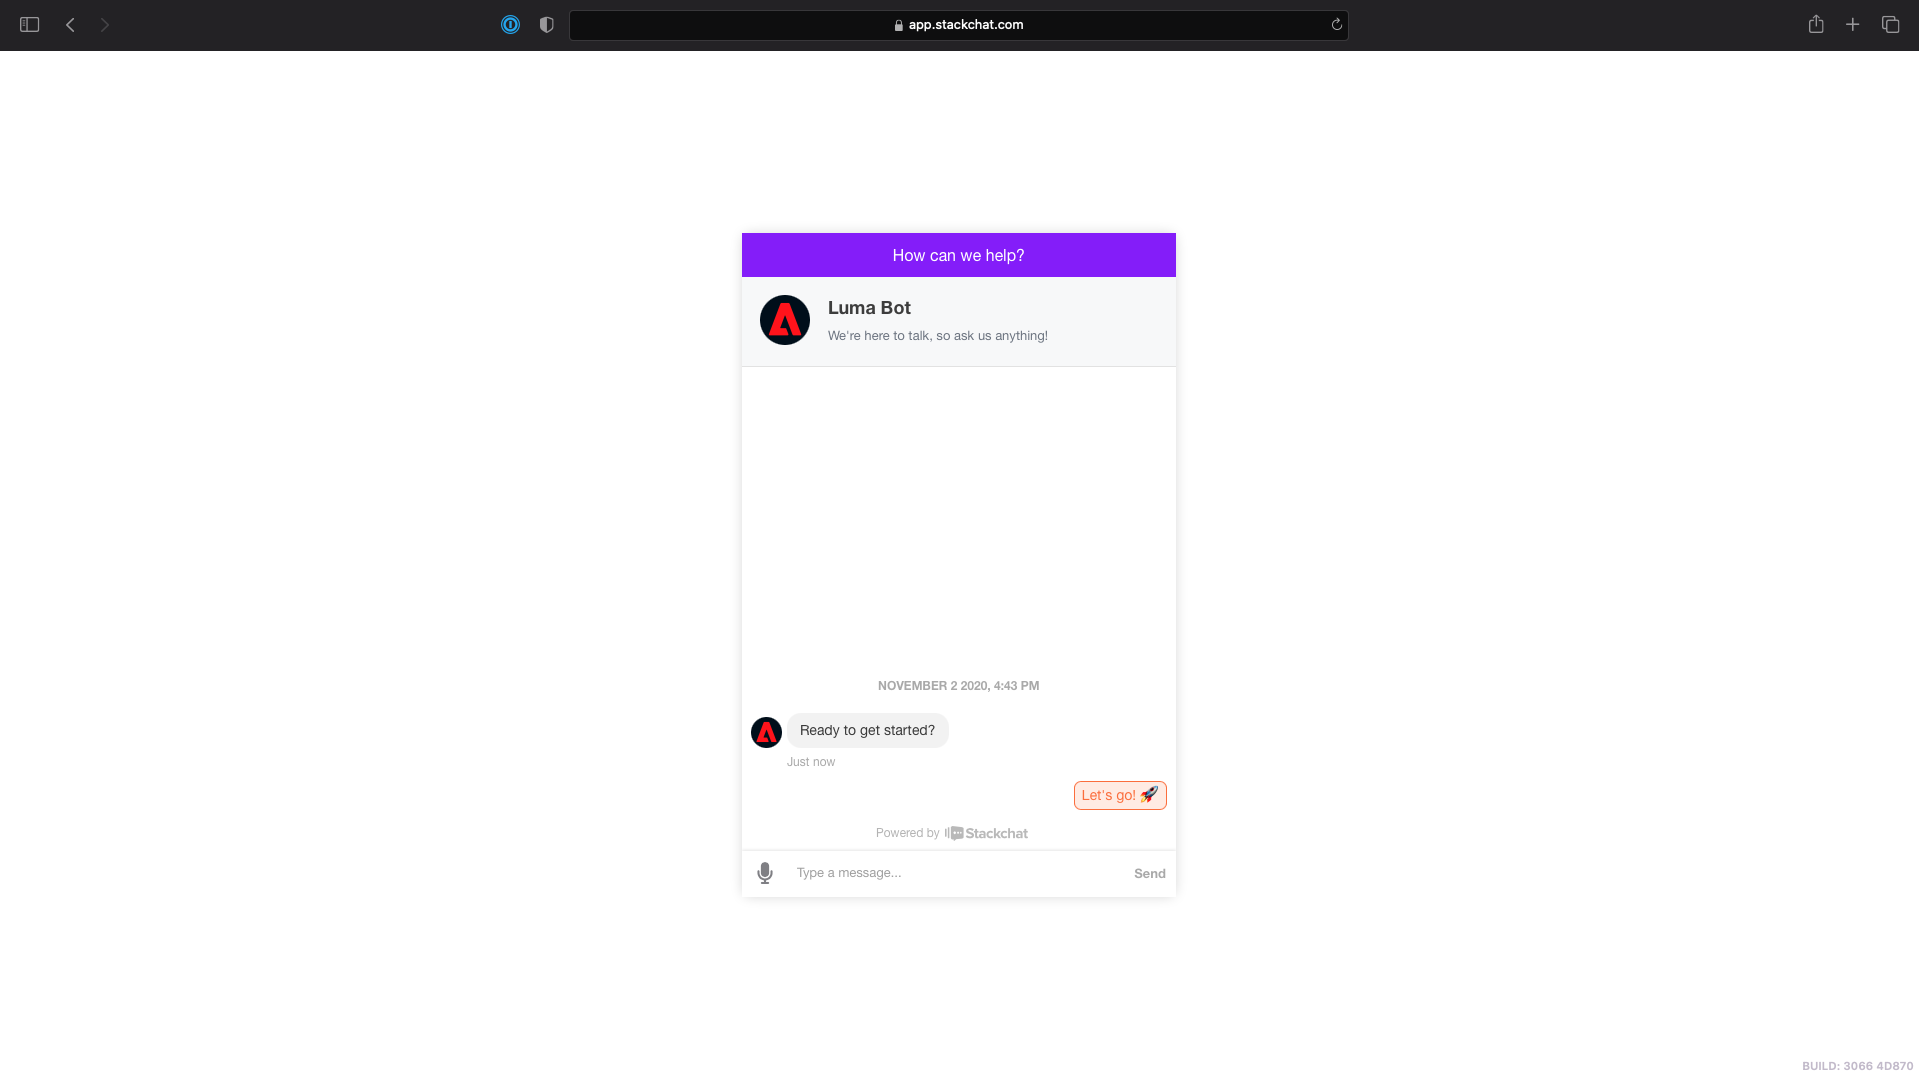 app.stackchat.com
How can we help?
Luma Bot
We're here to talk, so ask us anything!
NOVEMBER 2 2020, 4:43 PM
Ready to get started?
Just now
Let's go! 🚀
Powered by Stackchat
Type a message...
Send
BUILD: 3066 4D870